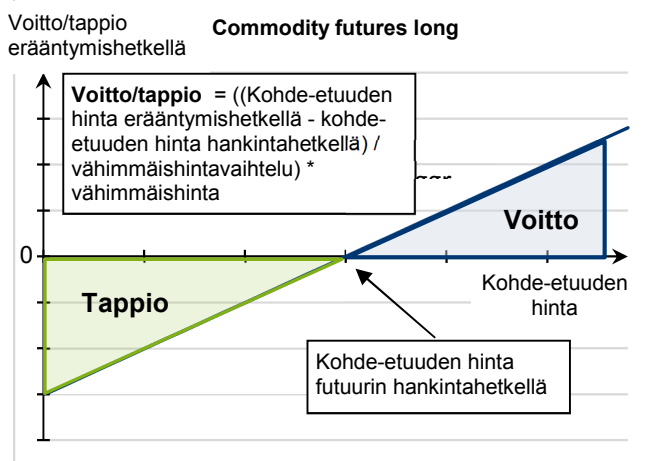 Voitto/tappio
erääntymishetkellä
Commodity futures long
Voitto/tappio = ((Kohde-etuuden
hinta erääntymishetkellä - kohde-
etuuden hinta hankintahetkellä) /
vähimmäishintavaihtelu) *
vähimmäishinta
Voitto
0
Kohde-etuuden
hinta
Tappio
Kohde-etuuden hinta
futuurin hankintahetkellä